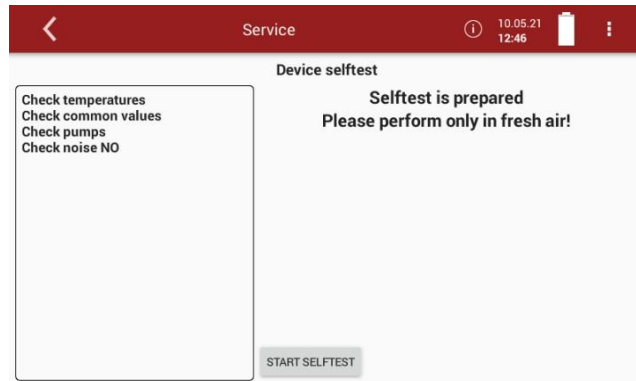 Service
10.05.21
12:46
Device selftest
Check temperatures
Check common values
Check pumps
Check noise NO
Selftest is prepared
Please perform only in fresh air!
START SELFTEST